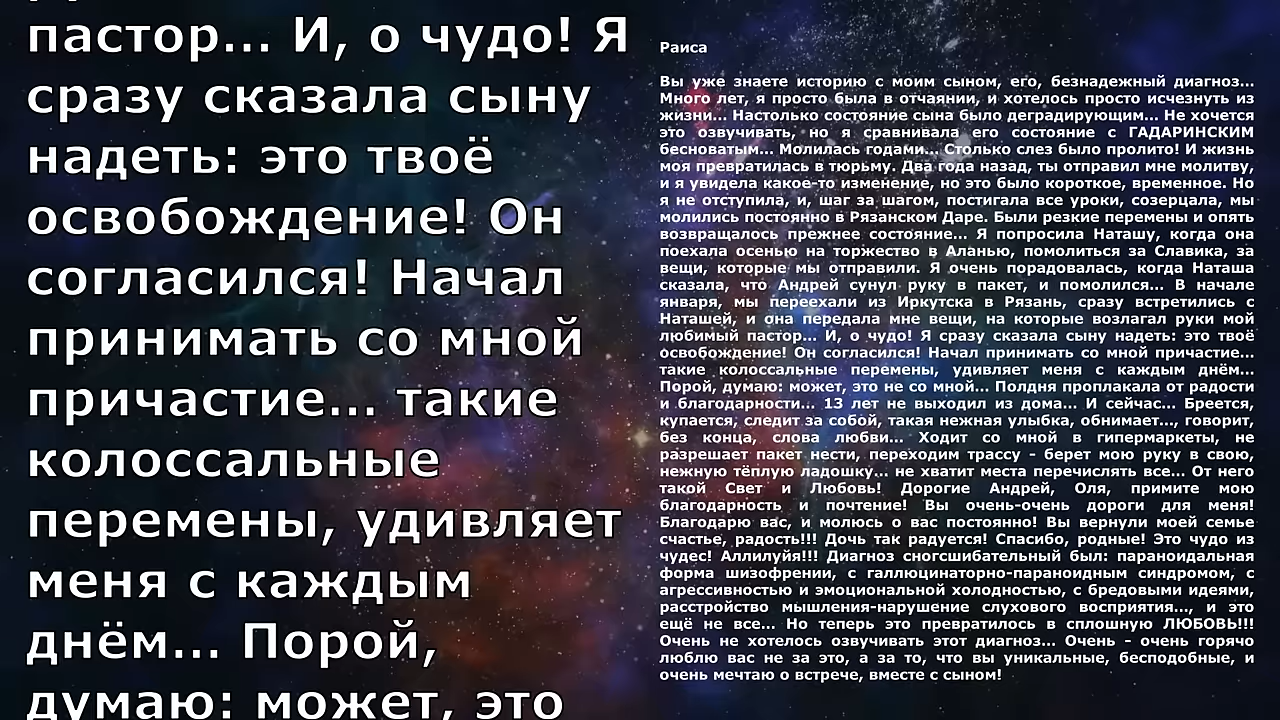 пастор... И, о чудо! Я
сразу сказала сыну
надеть: это твоё
освобождение! Он
согласился! Начал
принимать со мной
причастие... такие
колоссальные
перемены, удивляет
меня с каждым
днём... Порой,
думаю: может, это
Раиса
Вы уже знаете историю с моим сыном, его, безнадежный диагноз...
Много лет, я просто была в отчаянии, и хотелось просто исчезнуть из
жизни... Настолько состояние сына было деградирующим... Не хочется
это озвучивать, но я сравнивала его состояние с ГАДАРИНСКИМ
бесноватым... Молилась годами... Столько слез было пролито! И жизнь
моя превратилась в тюрьму. Два года назад, ты отправил мне молитву,
и я увидела какое-то изменение, но это было короткое, временное. Но
я не отступила, и, шаг за шагом, постигала все уроки, созерцала, мы
молились постоянно в Рязанском Даре. Были резкие перемены и опять
возвращалось прежнее состояние... Я попросила Наташу, когда она
поехала осенью на торжество в Аланью, помолиться за Славика, за
вещи, которые мы отправили. Я очень порадовалась, когда Наташа
сказала, что Андрей сунул руку в пакет, и помолился... В начале
января, мы переехали из Иркутска в Рязань, сразу встретились с
Наташей, и она передала мне вещи, на которые возлагал руки мой
любимый пастор... И, о чудо! Я сразу сказала сыну надеть: это твоё
освобождение! Он согласился! Начал принимать со мной причастие...
такие колоссальные перемены, удивляет меня с каждым днём...
Порой, думаю: может, это не со мной... Полдня проплакала от радости
и благодарности... 13 лет не выходил из дома... И сейчас... Бреется,
купается, следит за собой, такая нежная улыбка, обнимает..., говорит,
без конца, слова любви... Ходит со мной в гипермаркеты, не
разрешает пакет нести, переходим трассу - берет мою руку в свою,
нежную тёплую ладошку... не хватит места перечислять все... От него
такой Свет и Любовь! Дорогие Андрей, Оля, примите мою
благодарность и почтение! Вы очень-очень дороги для меня!
Благодарю вас, и молюсь о вас постоянно! Вы вернули моей семье
счастье, радость!!! Дочь так радуется! Спасибо, родные! Это чудо из
чудес! Аллилуйя!!! Диагноз сногсшибательный был: параноидальная
форма шизофрении, с галлюцинаторно-параноидным синдромом, с
агрессивностью и эмоциональной холодностью, с бредовыми идеями,
расстройство мышления-нарушение слухового восприятия..., и это
ещё не все... Но теперь это превратилось в сплошную ЛЮБОВЬ!!!
Очень не хотелось озвучивать этот диагноз... Очень - очень горячо
люблю вас не за это, а за то, что вы уникальные, бесподобные, и
очень мечтаю о встрече, вместе с сыном!